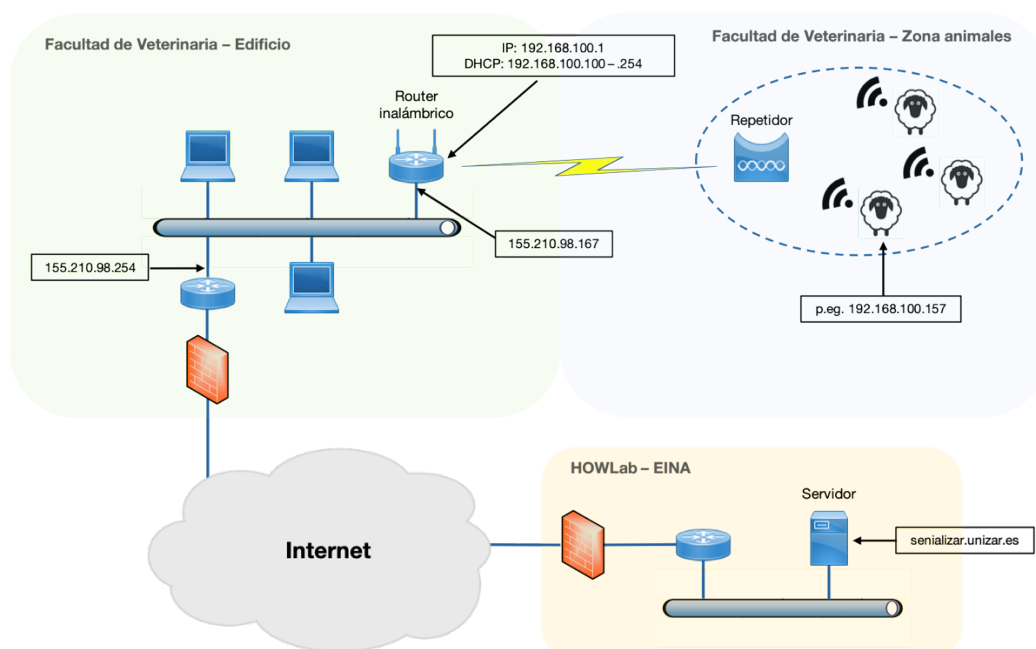 Facultad de Veterinaria – Edificio
IP: 192.168.100.1
DHCP: 192.168.100.100 – .254
Facultad de Veterinaria – Zona animales
Router
inalámbrico
Repetidor
155.210.98.254
155.210.98.167
p.eg. 192.168.100.157
HOWLab – EINA
Servidor
senializar.unizar.es
Internet